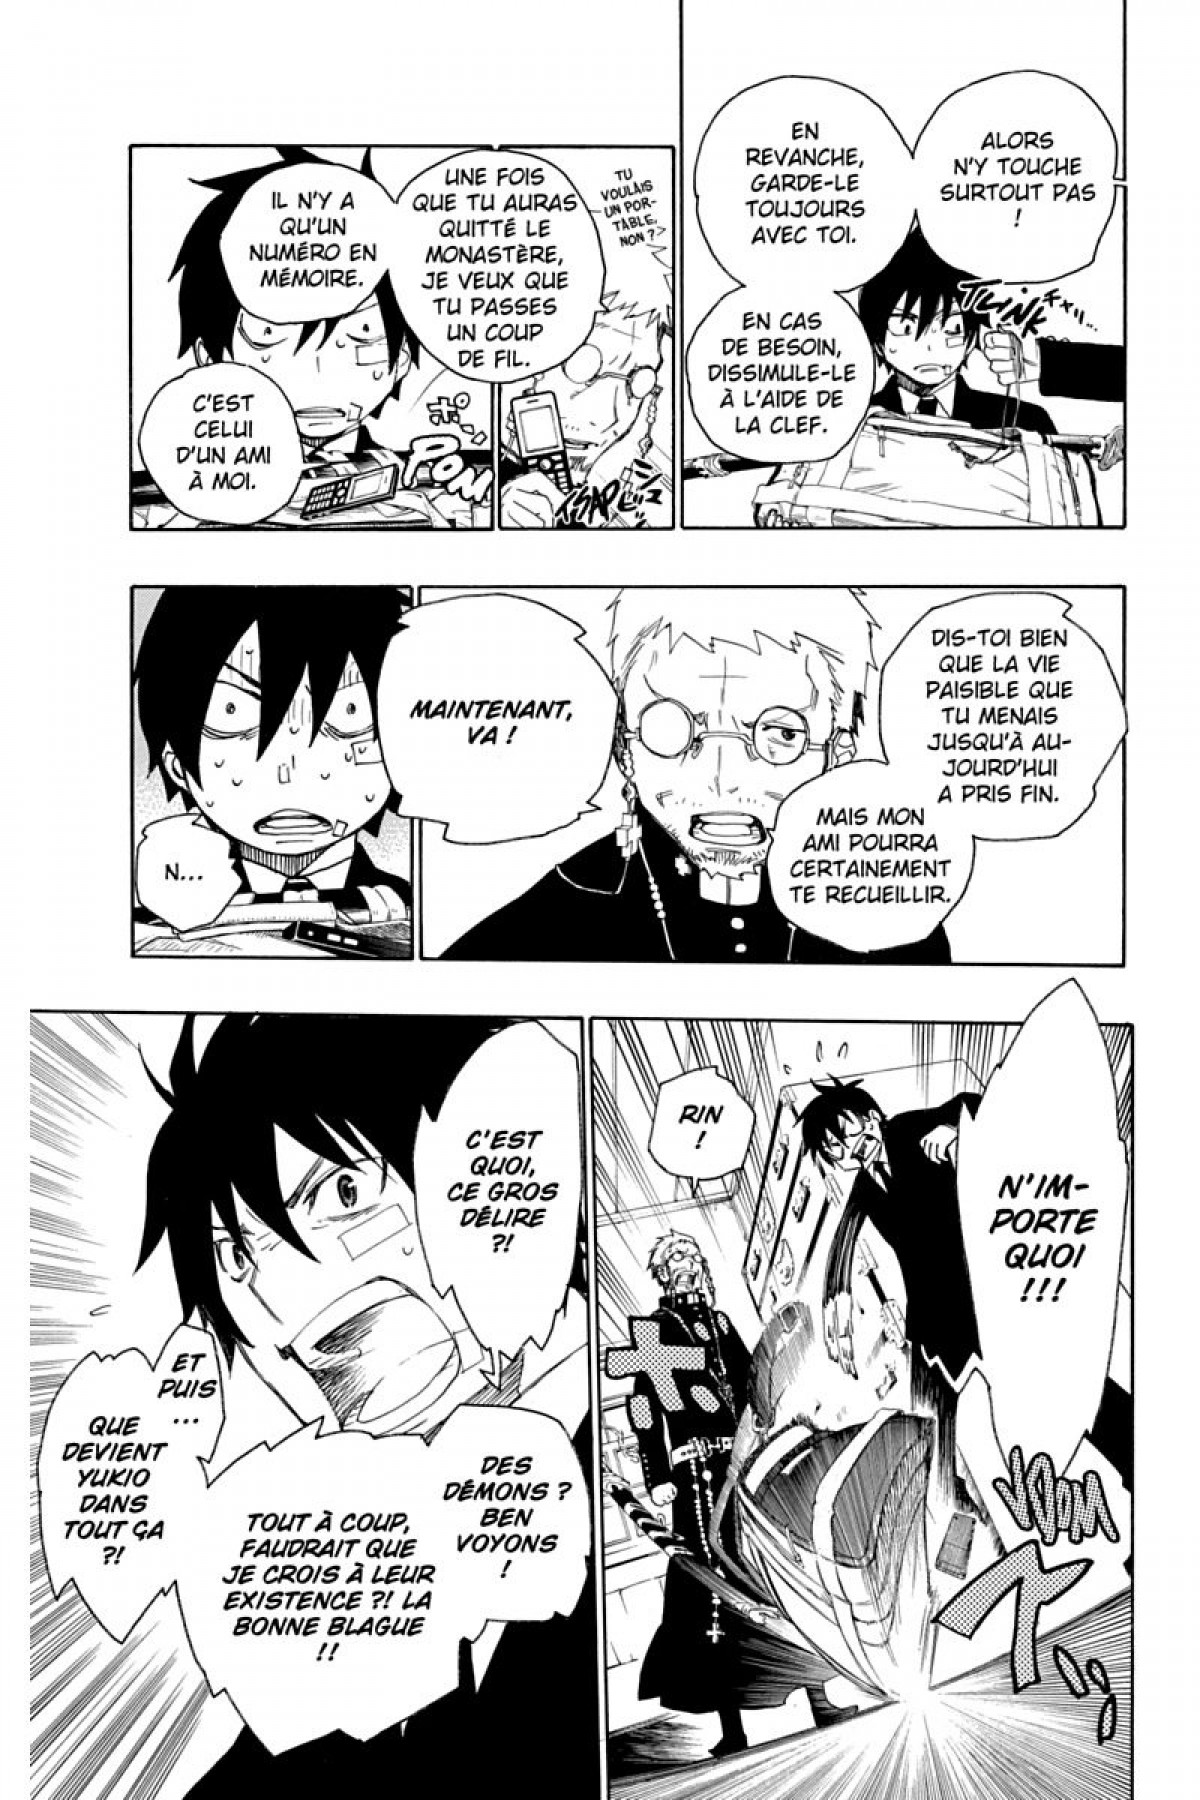 ALORS
N'Y TOUCHE
SURTOUT PAS
!
EN
REVANCHE,
GARDE-LE
TOUJOURS
AVEC TOI.
EN CAS
DE BESOIN,
DISSIMULE-LE
À L'AIDE DE
LA CLEF.
TLINK
チャリ...
TU
VOULAIS
UN POR-
TABLE,
NON ?
UNE FOIS
QUE TU AURAS
QUITTÉ LE
MONASTÈRE,
JE VEUX QUE
TU PASSES
UN COUP
DE FIL.
IL N'Y A
QU'UN
NUMÉRO EN
MÉMOIRE.
C'EST
CELUI
D'UN AMI
À MOI.
ポン
POM
DIS-TOI BIEN
QUE LA VIE
PAISIBLE QUE
TU MENAIS
JUSQU'À AU-
JOURD'HUI
A PRIS FIN.
MAIS MON
AMI POURRA
CERTAINEMENT
TE RECUEILLIR.
MAINTENANT,
VA !
N...
N'IM-
PORTE
QUOI
!!!
RIN
!
VROM
C'EST
QUOI,
CE GROS
DÉLIRE
?!
DES
DÉMONS ?
BEN
VOYONS
!
TOUT À COUP,
FAUDRAIT QUE
JE CROIS À LEUR
EXISTENCE ?! LA
BONNE BLAGUE
!!
ET
PUIS
...
QUE
DEVIENT
YUKIO
DANS
TOUT ÇA
?!